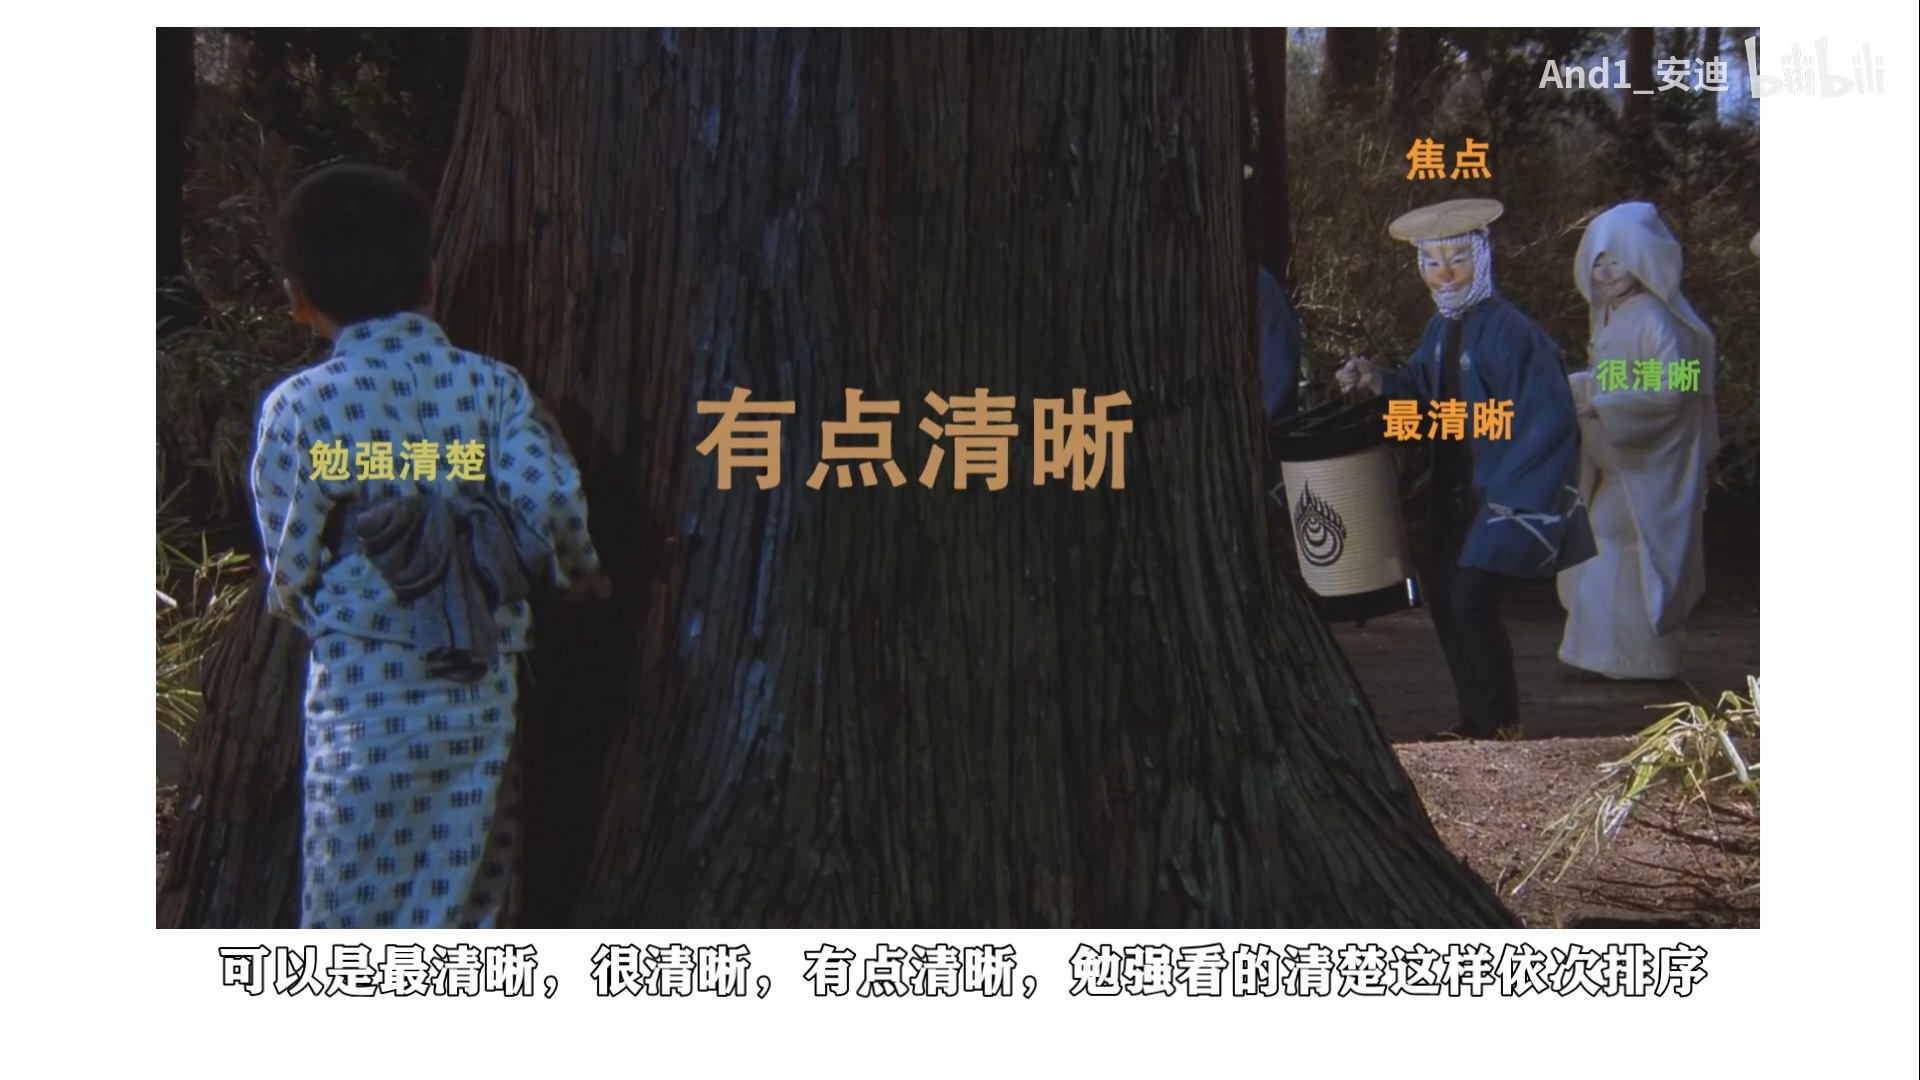 And1_安迪 bilibili
焦点
很清晰
最清晰
有点清晰
勉强清楚
可以是最清晰，很清晰，有点清晰，勉强看的清楚这样依次排序